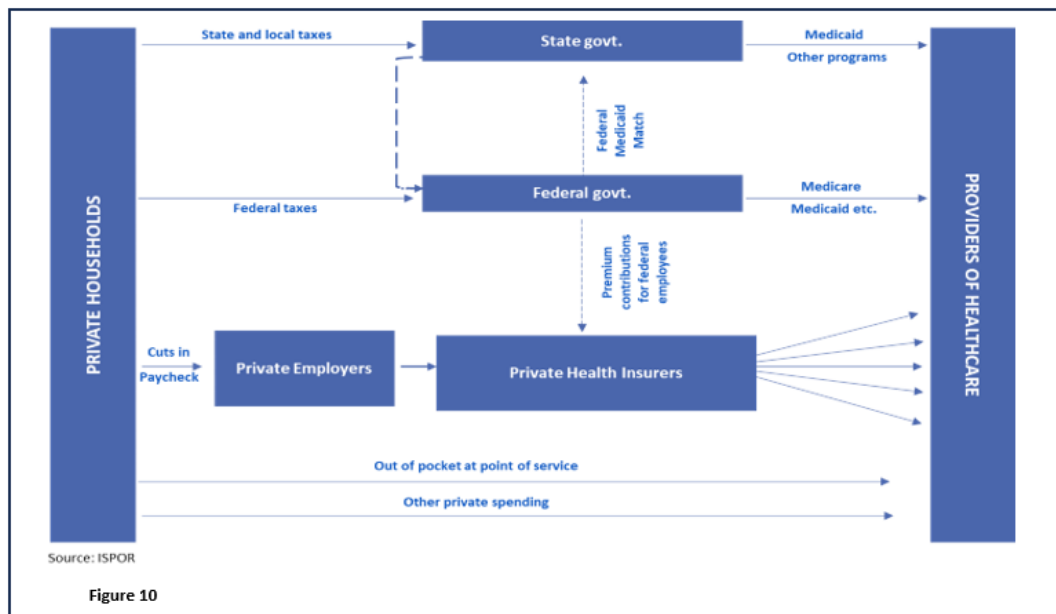 State and local taxes
State govt.
Medicaid
Other programs
Federal
Medicaid
Match
PRIVATE HOUSEHOLDS
Federal taxes
Federal govt.
Medicare
Medicaid etc.
PROVIDERS OF HEALTHCARE
Premium
contributions
for federal
employees
Cuts in
Paycheck
Private Employers
Private Health Insurers
Out of pocket at point of service
Other private spending
Source: ISPOR
Figure 10